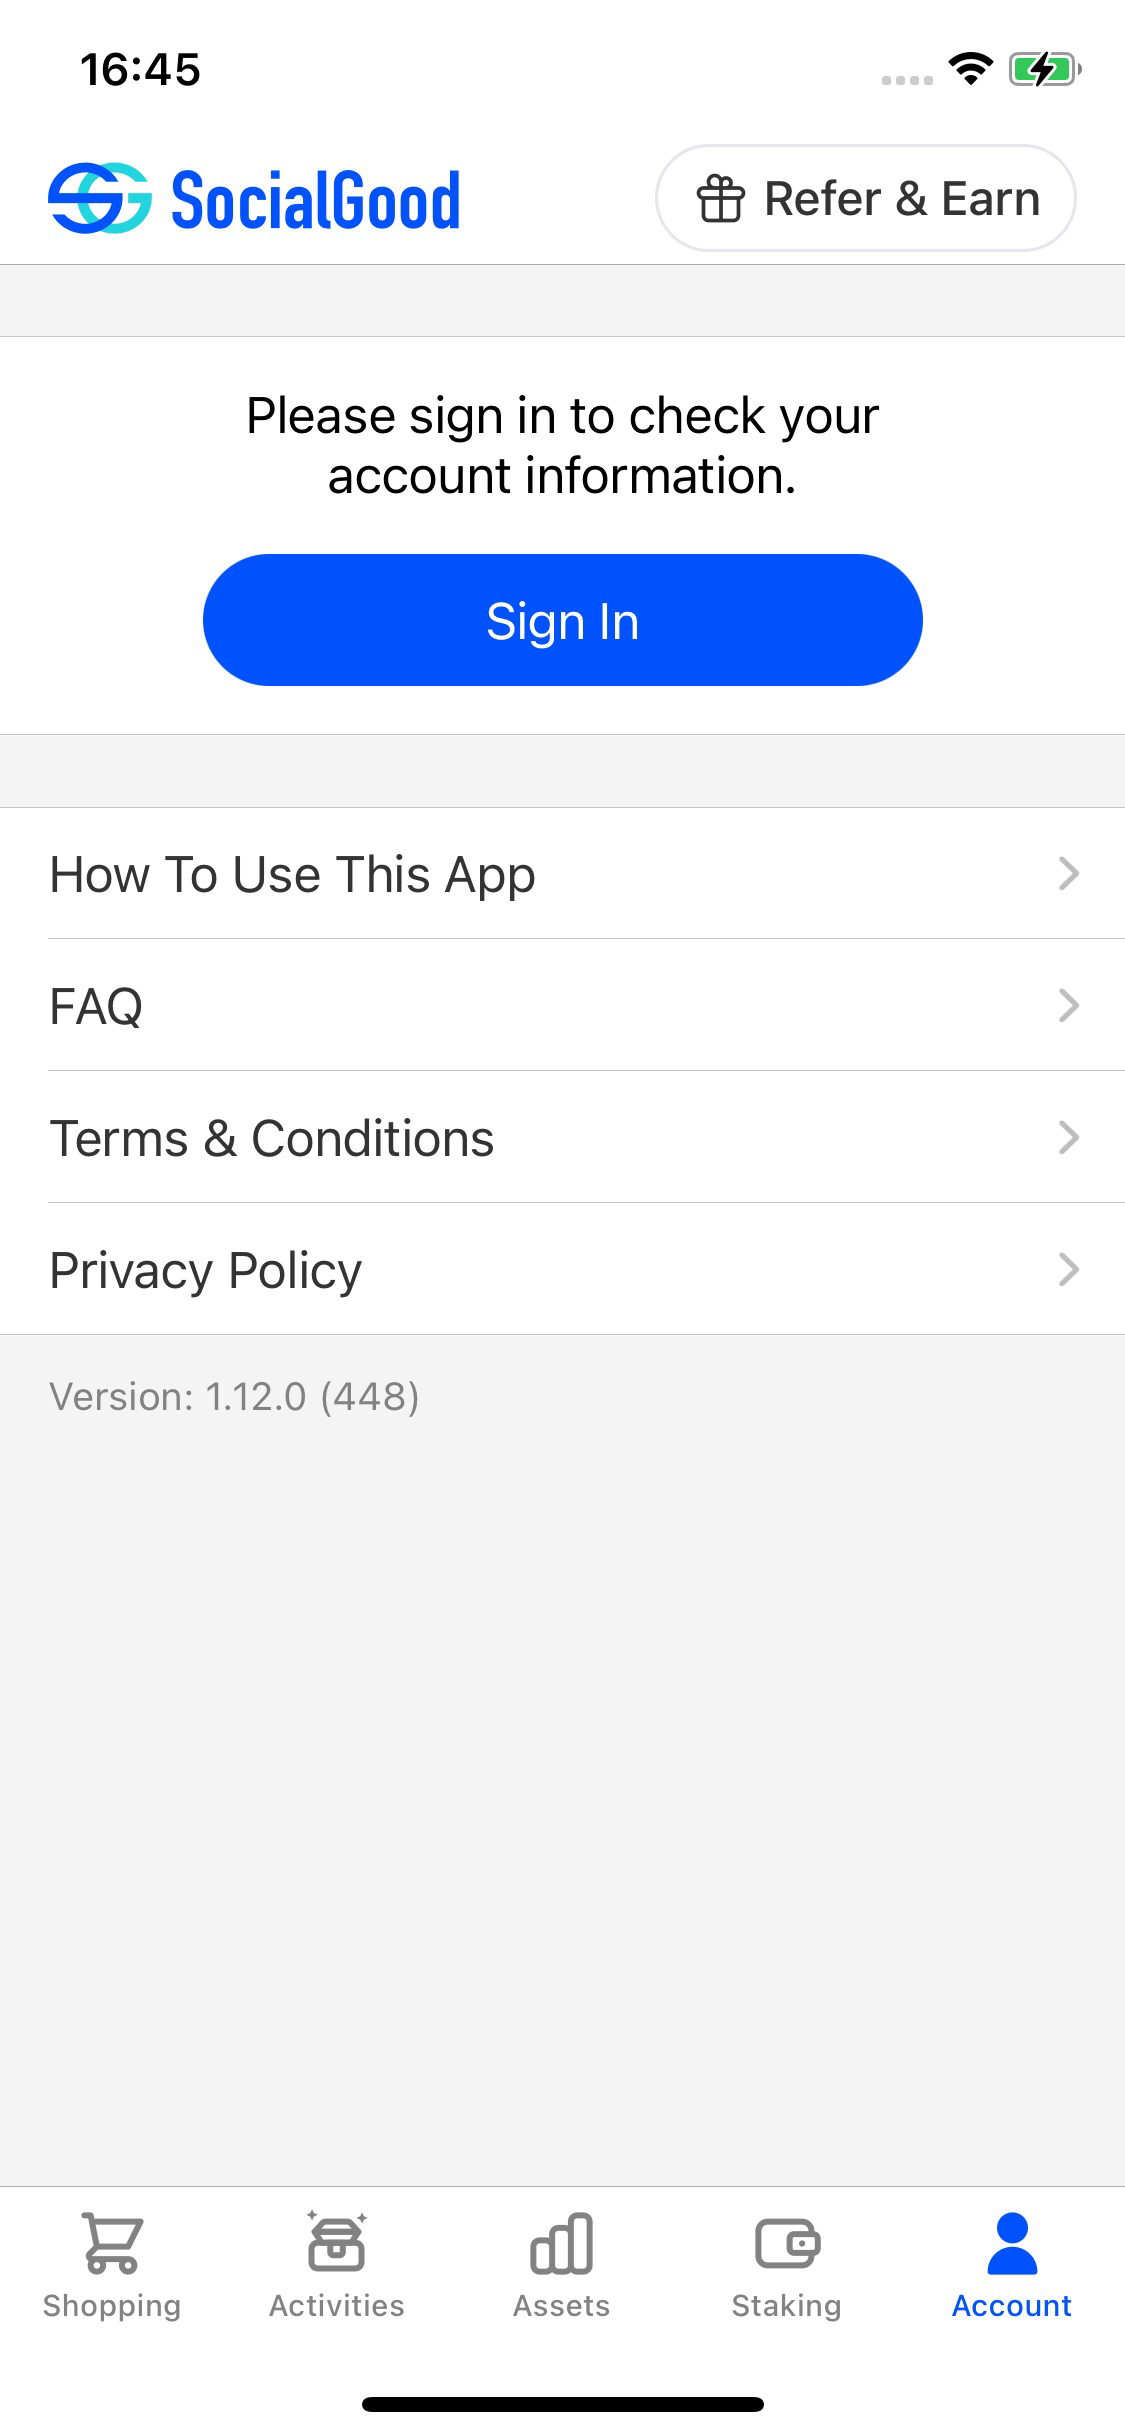 16:45
SocialGood
Refer & Earn
Please sign in to check your
account information.
Sign In
How To Use This App
FAQ
Terms & Conditions
Privacy Policy
Version: 1.12.0 (448)
Shopping
Activities
Assets
Staking
Account